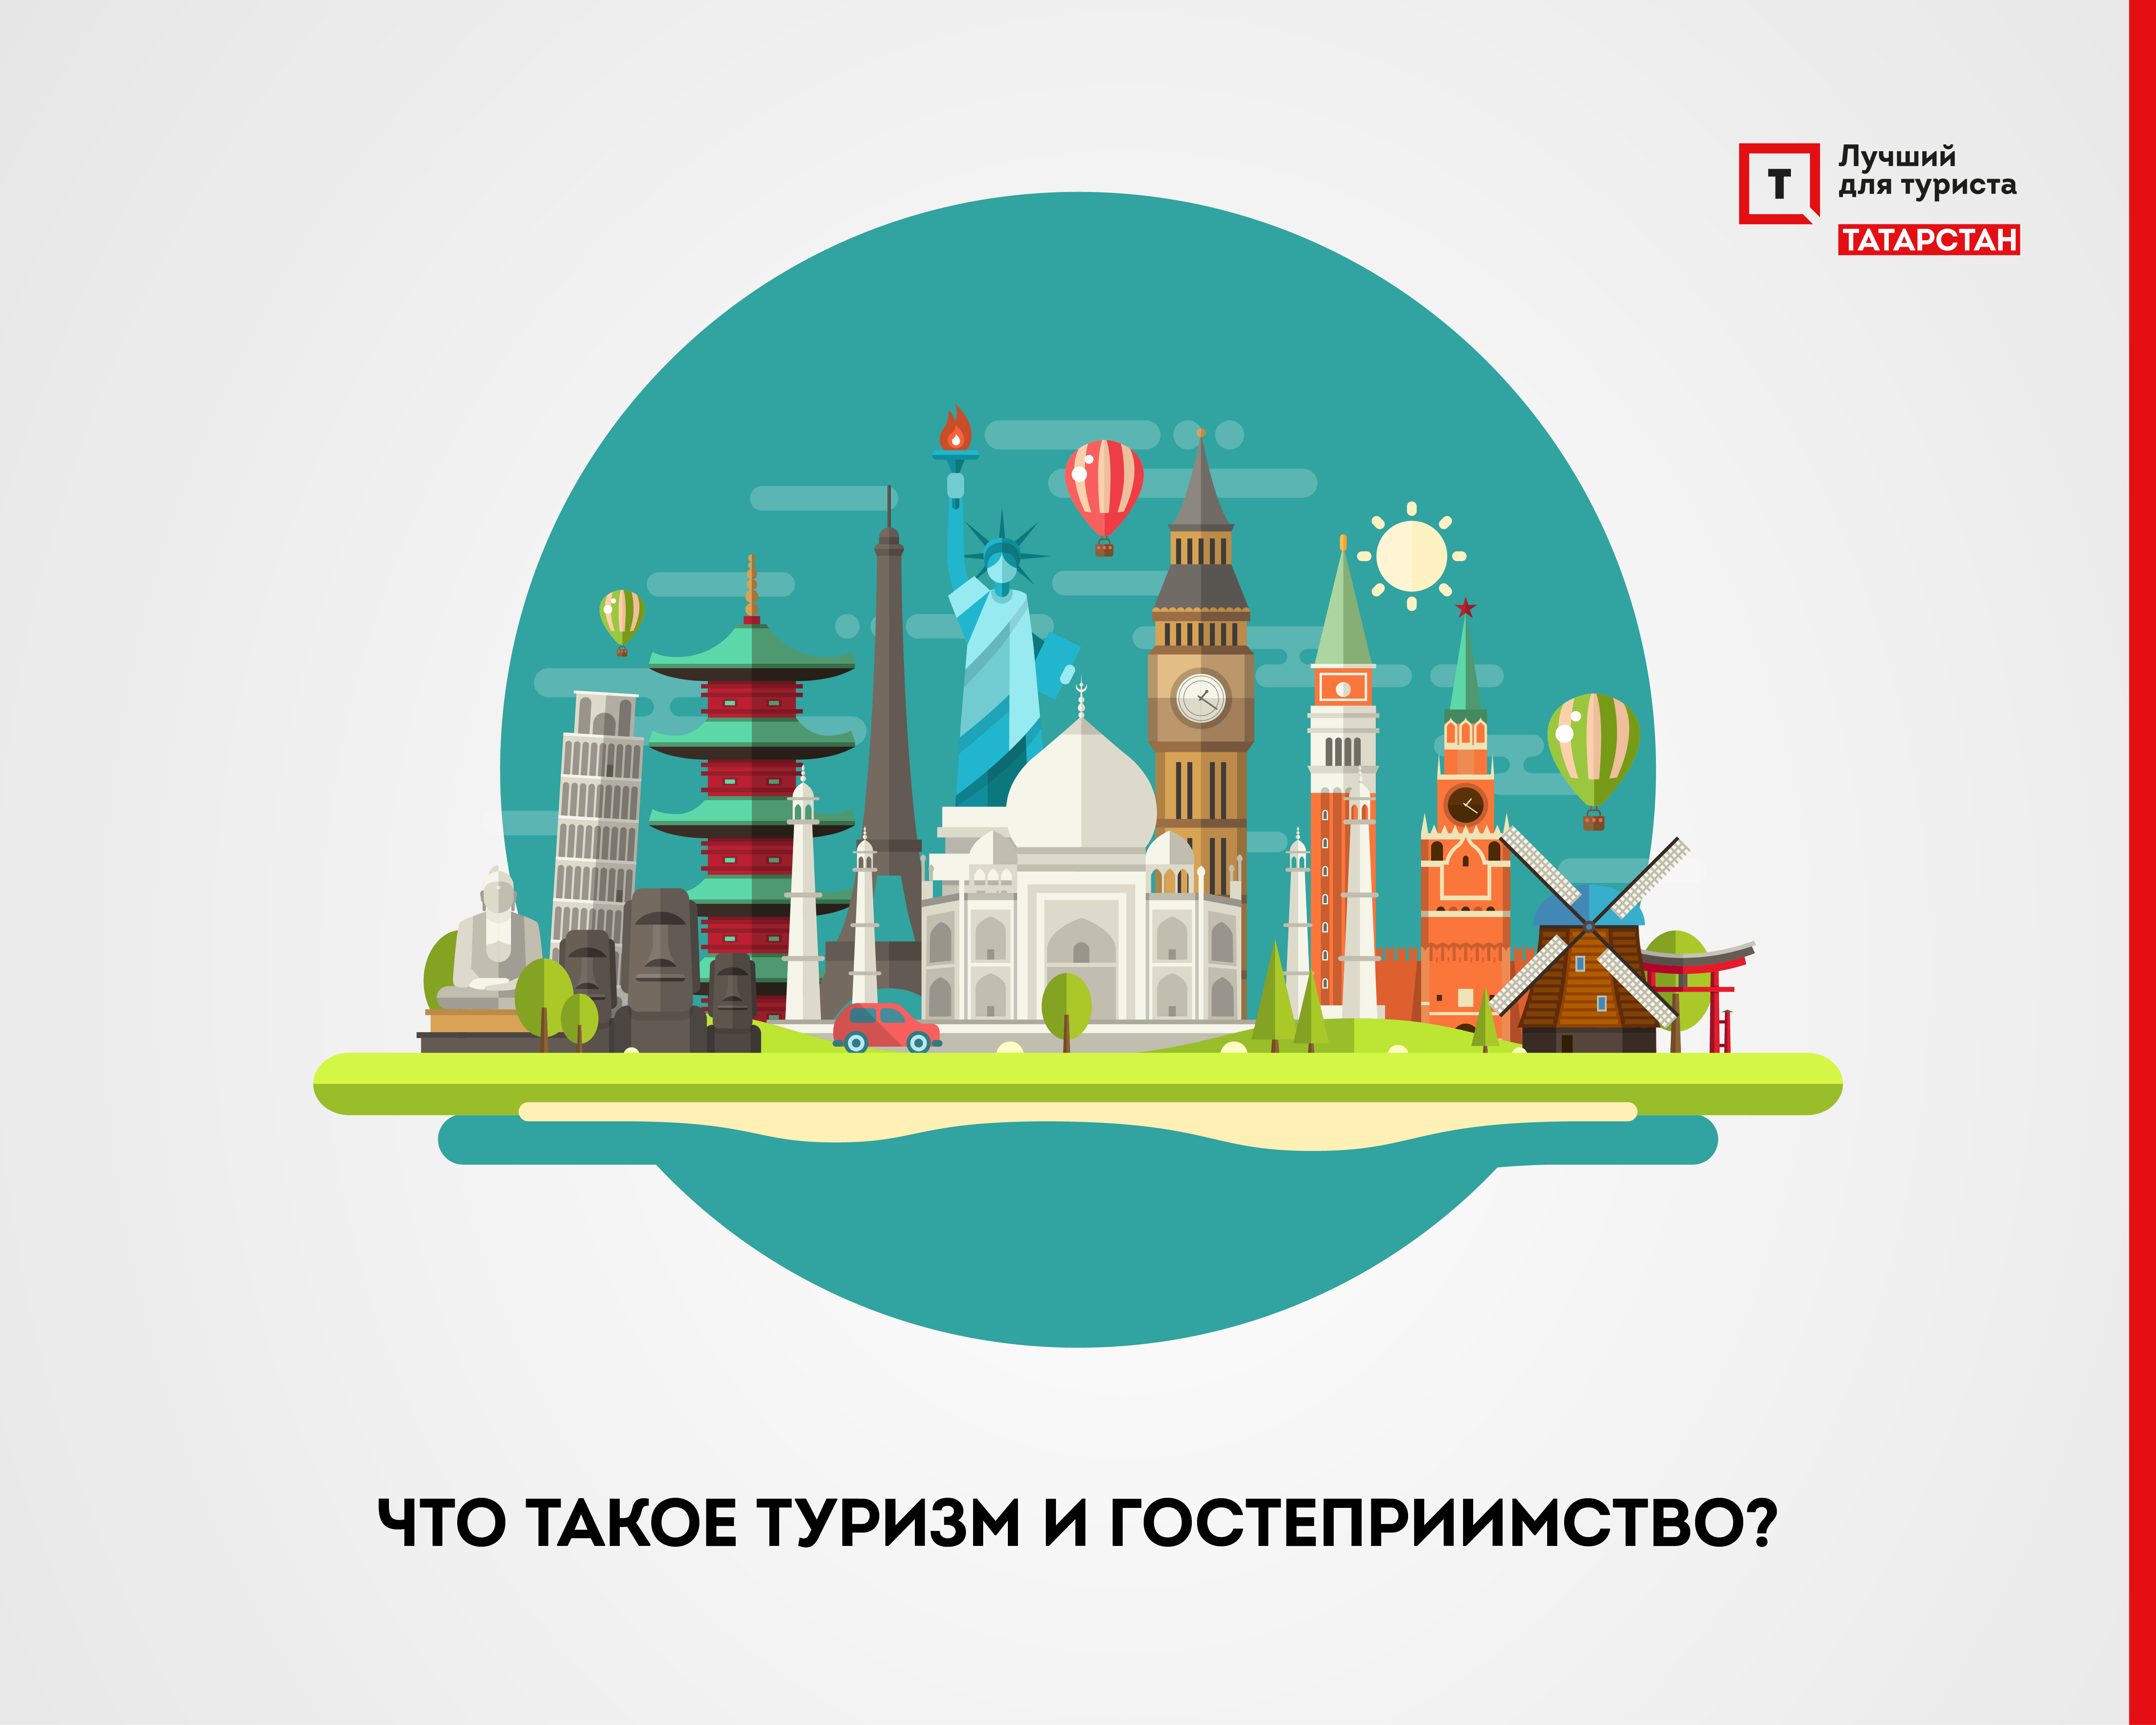 Т
Лучший
для туриста
ТАТАРСТАН
ЧТО ТАКОЕ ТУРИЗМ И ГОСТЕПРИИМСТВО?